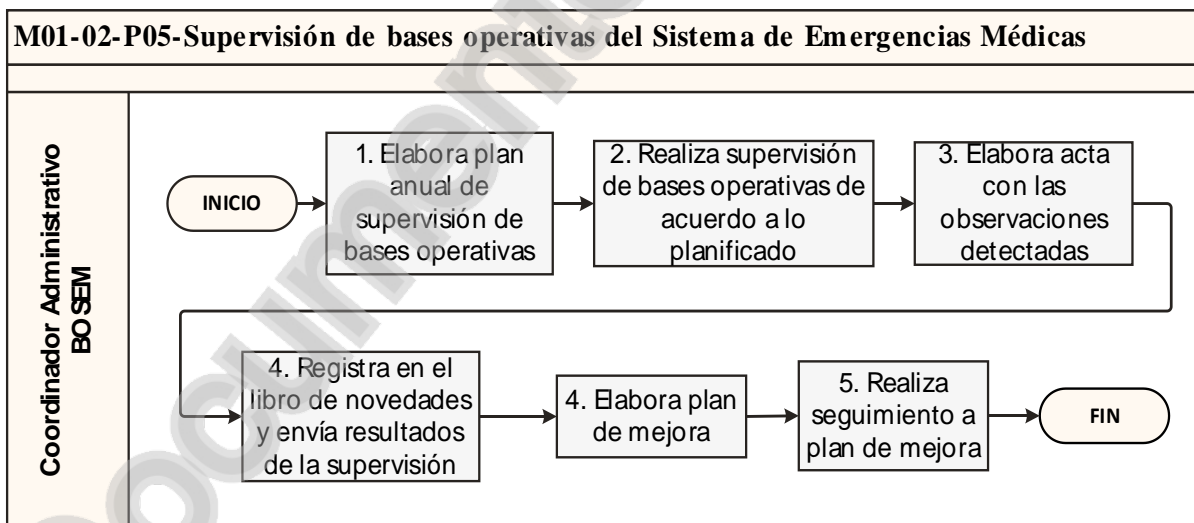 M01-02-P05-Supervisión de bases operativas del Sistema de Emergencias Médicas
Coordinador Administrativo
BO SEM
INICIO
1. Elabora plan
anual de
supervisión de
bases operativas
2. Realiza supervisión
de bases operativas de
acuerdo a lo
planificado
3. Elabora acta
con las
observaciones
detectadas
4. Registra en el
libro de novedades
y envía resultados
de la supervisión
4. Elabora plan
de mejora
5. Realiza
seguimiento a
plan de mejora
FIN
Documen